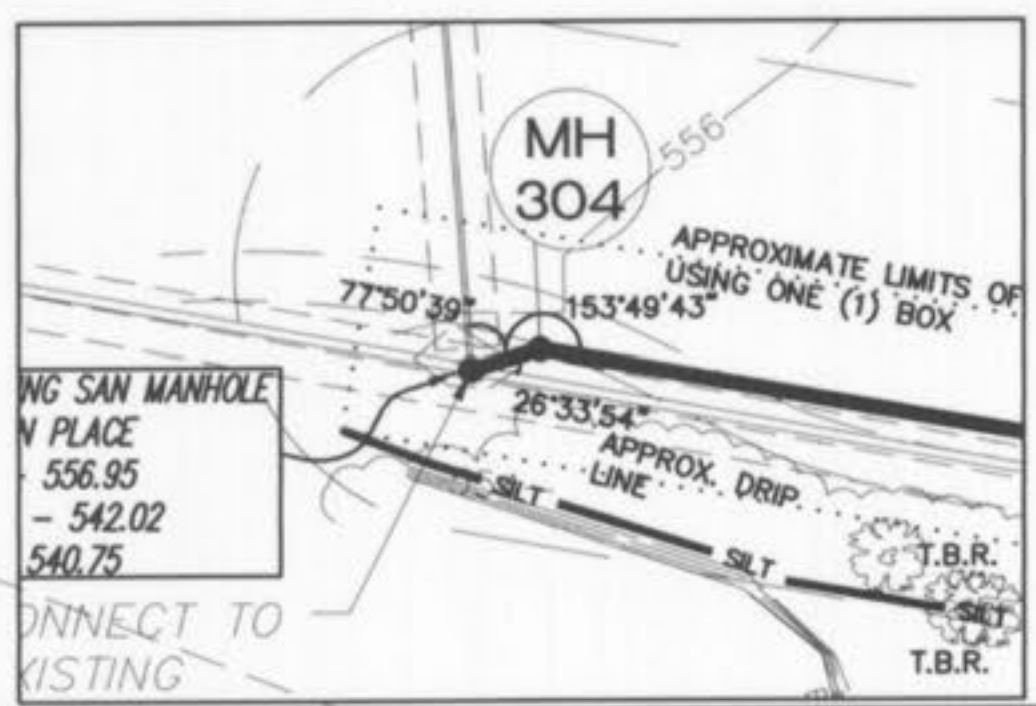 MH
304
556
APPROXIMATE LIMITS OF
USING ONE (1) BOX
77°50'39"
153°49'43"
26°33'54"
NG SAN MANHOLE
N PLACE
556.95
- 542.02
540.75
APPROX. DRIP
LINE
SILT
SILT
SILT
T.B.R.
T.B.R.
ONNECT TO
XISTING